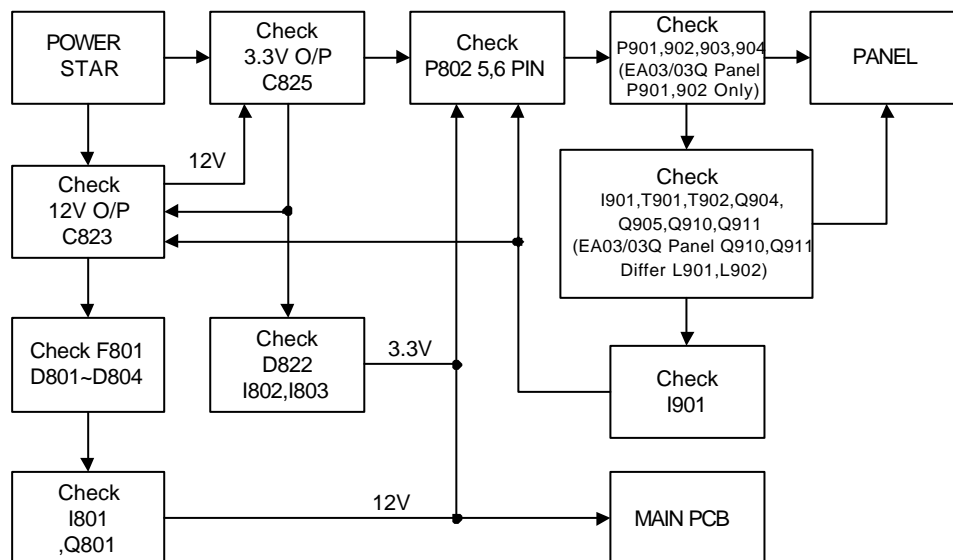 POWER
STAR
Check
3.3V O/P
C825
Check
P802 5,6 PIN
Check
P901,902,903,904
(EA03/03Q Panel
P901,902 Only)
PANEL
12V
Check
12V O/P
C823
Check
I901,T901,T902,Q904,
Q905,Q910,Q911
(EA03/03Q Panel Q910,Q911
Differ L901,L902)
Check F801
D801~D804
Check
D822
I802,I803
3.3V
Check
I901
Check
I801
,Q801
12V
MAIN PCB